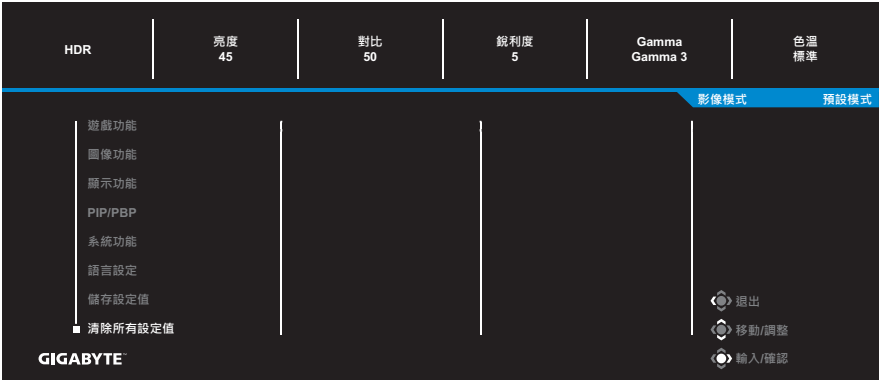 HDR
亮度
45
對比
50
銳利度
5
Gamma
Gamma 3
色溫
標準
影像模式 預設模式
遊戲功能
圖像功能
顯示功能
PIP/PBP
系統功能
語言設定
儲存設定值
清除所有設定值
退出
移動/調整
輸入/確認
GIGABYTE™